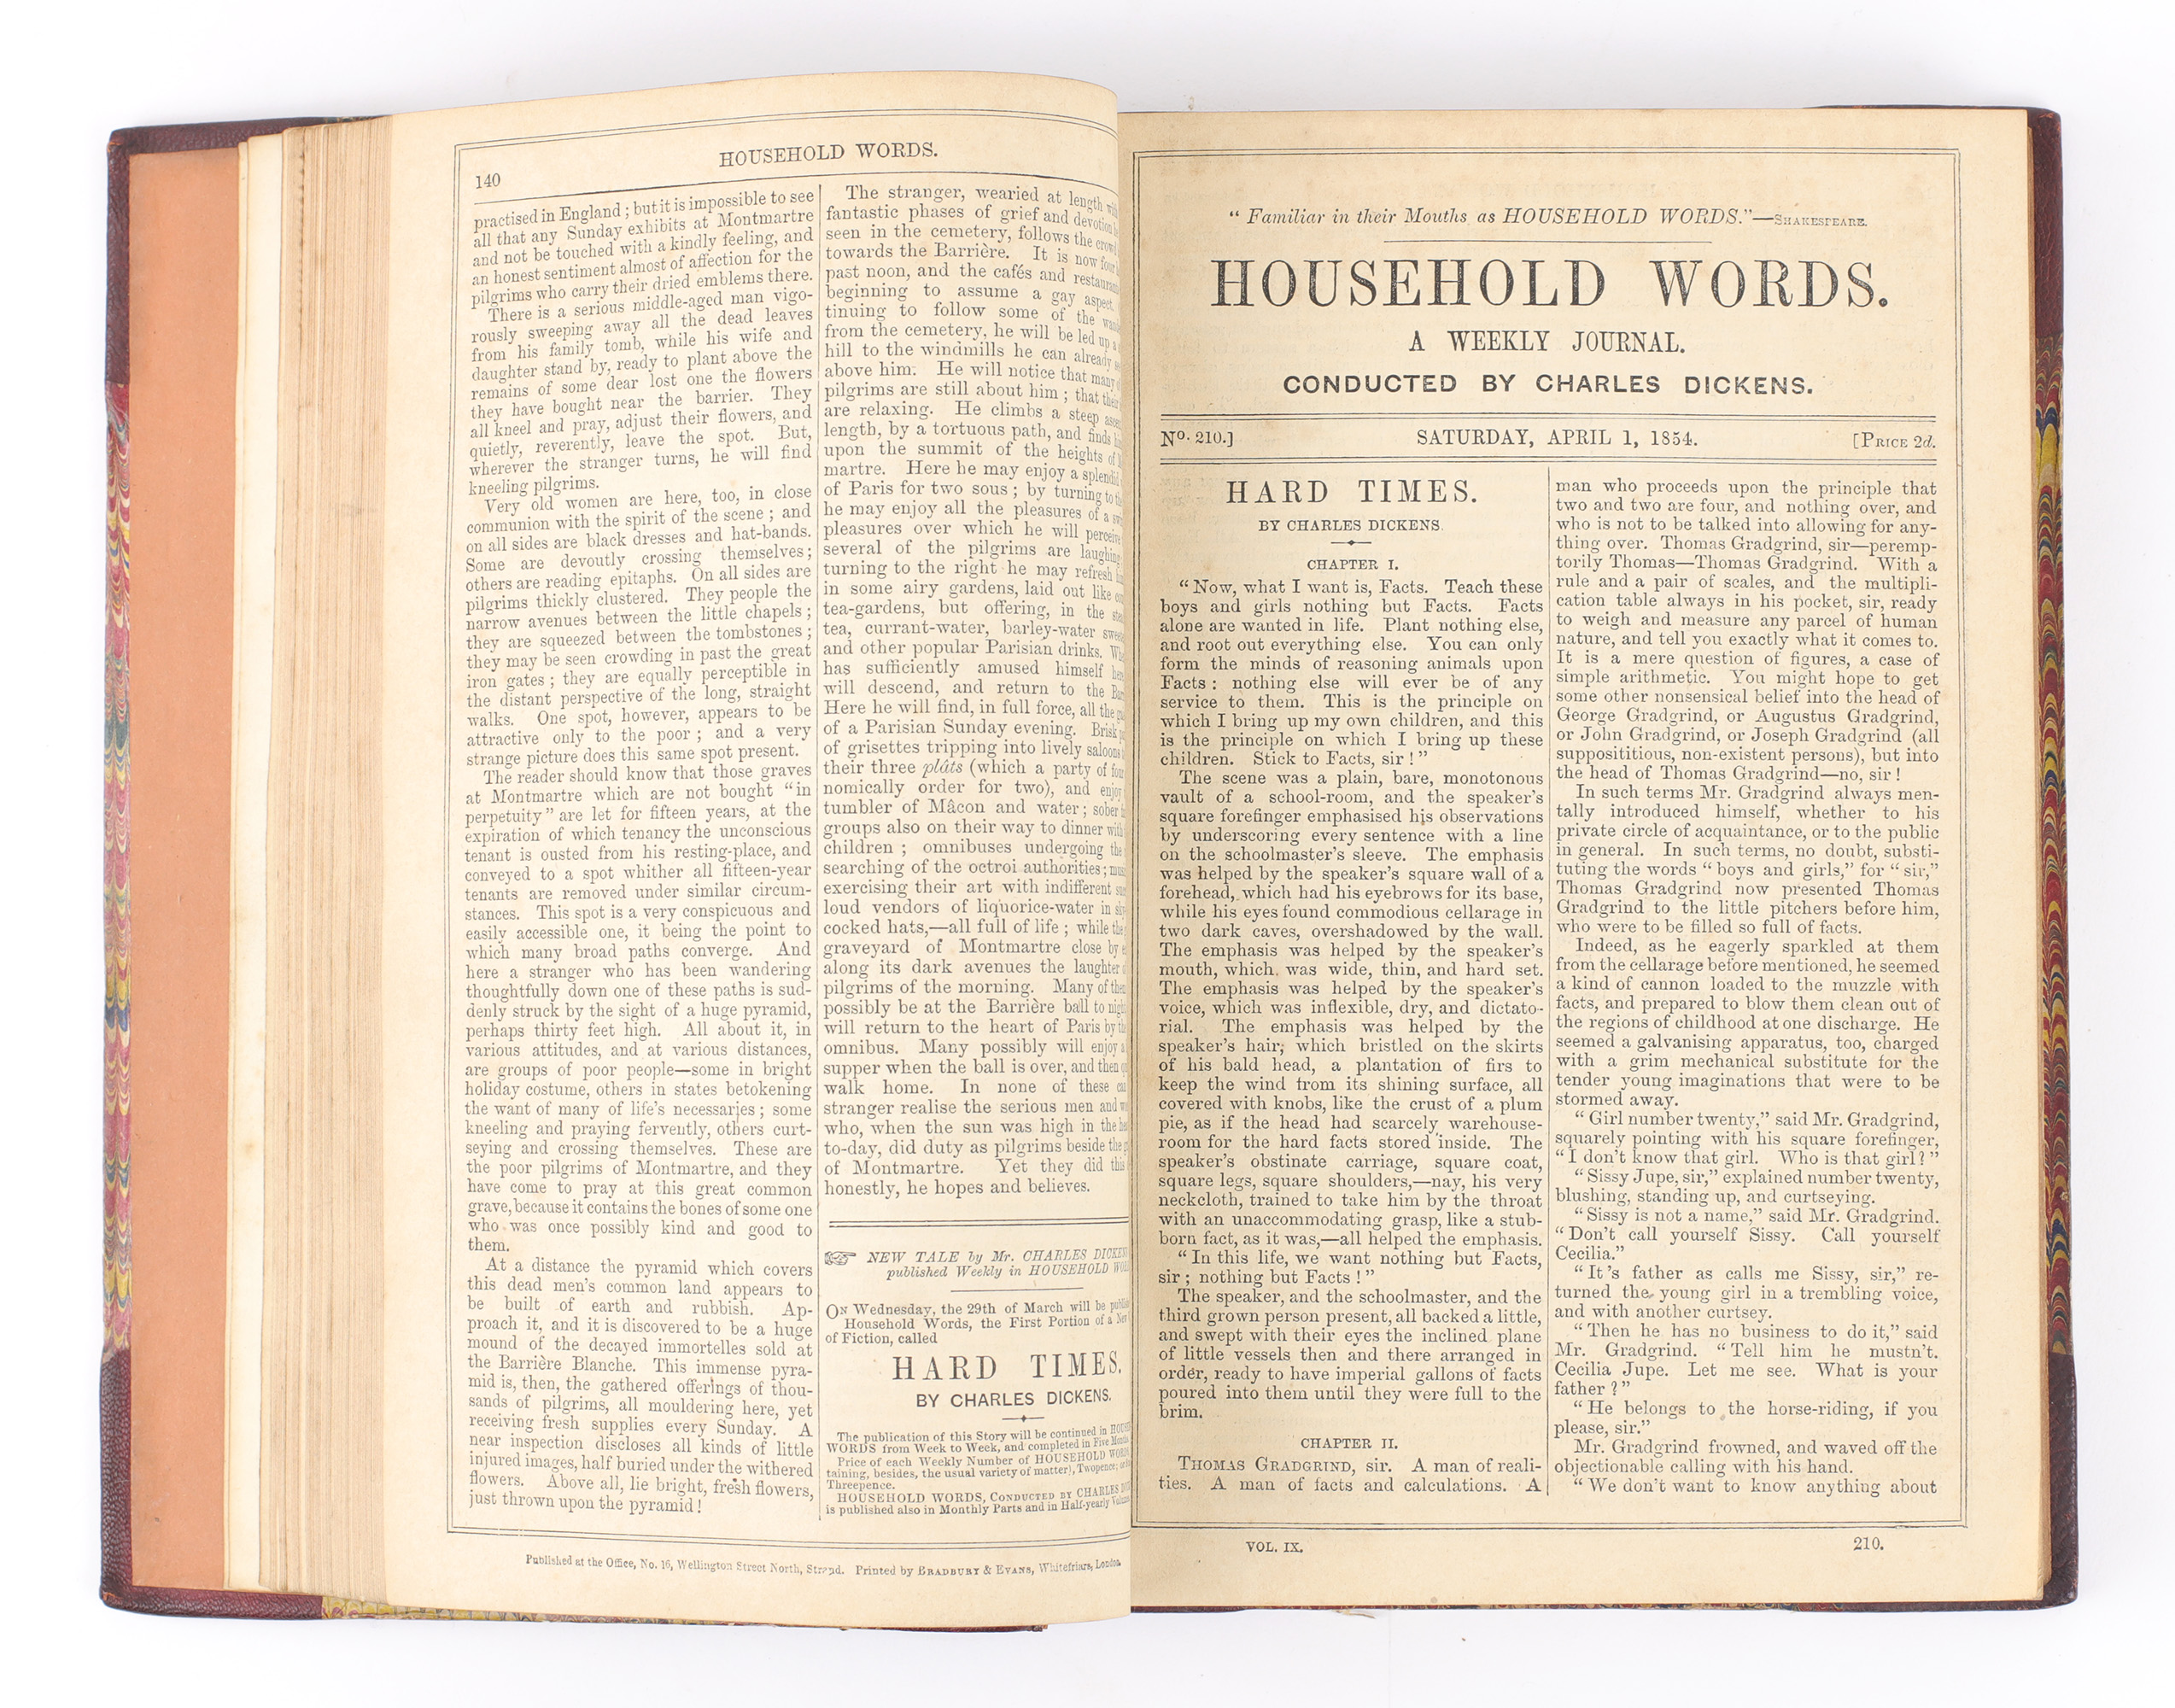 140
HOUSEHOLD WORDS.
practised in England ; but it is impossible to see
all that any Sunday exhibits at Montmartre
and not be touched with a kindly feeling, and
an honest sentiment almost of affection for the
pilgrims who carry their dried emblems there.
There is a serious middle-aged man vigo-
rously sweeping away all the dead leaves
from his family tomb, while his wife and
daughter stand by, ready to plant above the
remains of some dear lost one the flowers
they have bought near the barrier. They
all kneel and pray, adjust their flowers, and
quietly, reverently, leave the spot. But,
wherever the stranger turns, he will find
kneeling pilgrims.
Very old women are here, too, in close
communion with the spirit of the scene ; and
on all sides are black dresses and hat-bands.
Some are devoutly crossing themselves ;
others are reading epitaphs. On all sides are
pilgrims thickly clustered. They people the
narrow avenues between the little chapels ;
they are squeezed between the tombstones ;
they may be seen crowding in past the great
iron gates ; they are equally perceptible in
the distant perspective of the long, straight
walks. One spot, however, appears to be
attractive only to the poor ; and a very
strange picture does this same spot present.
The reader should know that those graves
at Montmartre which are not bought “in
perpetuity” are let for fifteen years, at the
expiration of which tenancy the unconscious
tenant is ousted from his resting-place, and
conveyed to a spot whither all fifteen-year
tenants are removed under similar circum-
stances. This spot is a very conspicuous and
easily accessible one, it being the point to
which many broad paths converge. And
here a stranger who has been wandering
thoughtfully down one of these paths is sud-
denly struck by the sight of a huge pyramid,
perhaps thirty feet high. All about it, in
various attitudes, and at various distances,
are groups of poor people—some in bright
holiday costume, others in states betokening
the want of many of life's necessaries ; some
kneeling and praying fervently, others curt-
seying and crossing themselves. These are
the poor pilgrims of Montmartre, and they
have come to pray at this great common
grave, because it contains the bones of some one
who was once possibly kind and good to
them.
At a distance the pyramid which covers
this dead men's common land appears to
be built of earth and rubbish. Ap-
proach it, and it is discovered to be a huge
mound of the decayed immortelles sold at
the Barrière Blanche. This immense pyra-
mid is, then, the gathered offerings of thou-
sands of pilgrims, all mouldering here, yet
receiving fresh supplies every Sunday. A
near inspection discloses all kinds of little
injured images, half buried under the withered
flowers. Above all, lie bright, fresh flowers,
just thrown upon the pyramid !
The stranger, wearied at length
fantastic phases of grief and devotion
seen in the cemetery, follows the crowd
towards the Barrière. It is now four
past noon, and the cafés and restaurants
beginning to assume a gay aspect.
tinuing to follow some of the
from the cemetery, he will be led up a
hill to the windmills he can already
above him. He will notice that many
pilgrims are still about him ; that their
are relaxing. He climbs a steep
length, by a tortuous path, and finds
upon the summit of the heights of
martre. Here he may enjoy a splendid
of Paris for two sous ; by turning to
he may enjoy all the pleasures of a
pleasures over which he will perceive
several of the pilgrims are laughing
turning to the right he may refresh
in some airy gardens, laid out like
tea-gardens, but offering, in the
tea, currant-water, barley-water
and other popular Parisian drinks.
has sufficiently amused himself
will descend, and return to the
Here he will find, in full force, all the
of a Parisian Sunday evening. Brisk
of grisettes tripping into lively saloons
their three plâts (which a party of four
nomically order for two), and enjoy
tumbler of Mâcon and water ; sober
groups also on their way to dinner with
children ; omnibuses undergoing the
searching of the octroi authorities ;
exercising their art with indifferent
loud vendors of liquorice-water in
cocked hats,—all full of life ; while the
graveyard of Montmartre close by
along its dark avenues the laughter
pilgrims of the morning. Many of
possibly be at the Barrière ball to
will return to the heart of Paris by
omnibus. Many possibly will enjoy
supper when the ball is over, and then
walk home. In none of these
stranger realise the serious men and
who, when the sun was high in the
to-day, did duty as pilgrims beside the
of Montmartre. Yet they did this
honestly, he hopes and believes.
☞ NEW TALE by Mr. CHARLES DICKENS
published Weekly in HOUSEHOLD
ON Wednesday, the 29th of March will be
Household Words, the First Portion of a New
of Fiction, called
HARD TIMES.
BY CHARLES DICKENS.
The publication of this Story will be continued in
WORDS from Week to Week, and completed in Five Months.
Price of each Weekly Number of HOUSEHOLD WORDS,
taining, besides, the usual variety of matter), Twopence;
Threepence.
HOUSEHOLD WORDS, CONDUCTED BY CHARLES
is published also in Monthly Parts and in Half-yearly
Published at the Office, No. 16, Wellington Street North, Strand. Printed by BRADBURY & EVANS, Whitefriars, London.
“ Familiar in their Mouths as HOUSEHOLD WORDS.”—SHAKESPEARE.
HOUSEHOLD WORDS.
A WEEKLY JOURNAL.
CONDUCTED BY CHARLES DICKENS.
No. 210.]
SATURDAY, APRIL 1, 1854.
[PRICE 2d.
HARD TIMES.
BY CHARLES DICKENS.
CHAPTER I.
“ Now, what I want is, Facts. Teach these
boys and girls nothing but Facts. Facts
alone are wanted in life. Plant nothing else,
and root out everything else. You can only
form the minds of reasoning animals upon
Facts : nothing else will ever be of any
service to them. This is the principle on
which I bring up my own children, and this
is the principle on which I bring up these
children. Stick to Facts, sir ! ”
The scene was a plain, bare, monotonous
vault of a school-room, and the speaker's
square forefinger emphasised his observations
by underscoring every sentence with a line
on the schoolmaster's sleeve. The emphasis
was helped by the speaker's square wall of a
forehead, which had his eyebrows for its base,
while his eyes found commodious cellarage in
two dark caves, overshadowed by the wall.
The emphasis was helped by the speaker's
mouth, which was wide, thin, and hard set.
The emphasis was helped by the speaker's
voice, which was inflexible, dry, and dictato-
rial. The emphasis was helped by the
speaker's hair, which bristled on the skirts
of his bald head, a plantation of firs to
keep the wind from its shining surface, all
covered with knobs, like the crust of a plum
pie, as if the head had scarcely warehouse-
room for the hard facts stored inside. The
speaker's obstinate carriage, square coat,
square legs, square shoulders,—nay, his very
neckcloth, trained to take him by the throat
with an unaccommodating grasp, like a stub-
born fact, as it was,—all helped the emphasis.
“ In this life, we want nothing but Facts,
sir ; nothing but Facts ! ”
The speaker, and the schoolmaster, and the
third grown person present, all backed a little,
and swept with their eyes the inclined plane
of little vessels then and there arranged in
order, ready to have imperial gallons of facts
poured into them until they were full to the
brim.
CHAPTER II.
THOMAS GRADGRIND, sir. A man of reali-
ties. A man of facts and calculations. A
man who proceeds upon the principle that
two and two are four, and nothing over, and
who is not to be talked into allowing for any-
thing over. Thomas Gradgrind, sir—peremp-
torily Thomas—Thomas Gradgrind. With a
rule and a pair of scales, and the multipli-
cation table always in his pocket, sir, ready
to weigh and measure any parcel of human
nature, and tell you exactly what it comes to.
It is a mere question of figures, a case of
simple arithmetic. You might hope to get
some other nonsensical belief into the head of
George Gradgrind, or Augustus Gradgrind,
or John Gradgrind, or Joseph Gradgrind (all
supposititious, non-existent persons), but into
the head of Thomas Gradgrind—no, sir !
In such terms Mr. Gradgrind always men-
tally introduced himself, whether to his
private circle of acquaintance, or to the public
in general. In such terms, no doubt, substi-
tuting the words “ boys and girls,” for “ sir,”
Thomas Gradgrind now presented Thomas
Gradgrind to the little pitchers before him,
who were to be filled so full of facts.
Indeed, as he eagerly sparkled at them
from the cellarage before mentioned, he seemed
a kind of cannon loaded to the muzzle with
facts, and prepared to blow them clean out of
the regions of childhood at one discharge. He
seemed a galvanising apparatus, too, charged
with a grim mechanical substitute for the
tender young imaginations that were to be
stormed away.
“ Girl number twenty,” said Mr. Gradgrind,
squarely pointing with his square forefinger,
“ I don't know that girl. Who is that girl ? ”
“ Sissy Jupe, sir,” explained number twenty,
blushing, standing up, and curtseying.
“ Sissy is not a name,” said Mr. Gradgrind.
“ Don't call yourself Sissy. Call yourself
Cecilia.”
“ It 's father as calls me Sissy, sir,” re-
turned the young girl in a trembling voice,
and with another curtsey.
“ Then he has no business to do it,” said
Mr. Gradgrind. “ Tell him he mustn't.
Cecilia Jupe. Let me see. What is your
father ? ”
“ He belongs to the horse-riding, if you
please, sir.”
Mr. Gradgrind frowned, and waved off the
objectionable calling with his hand.
“ We don't want to know anything about
VOL. IX.
210.